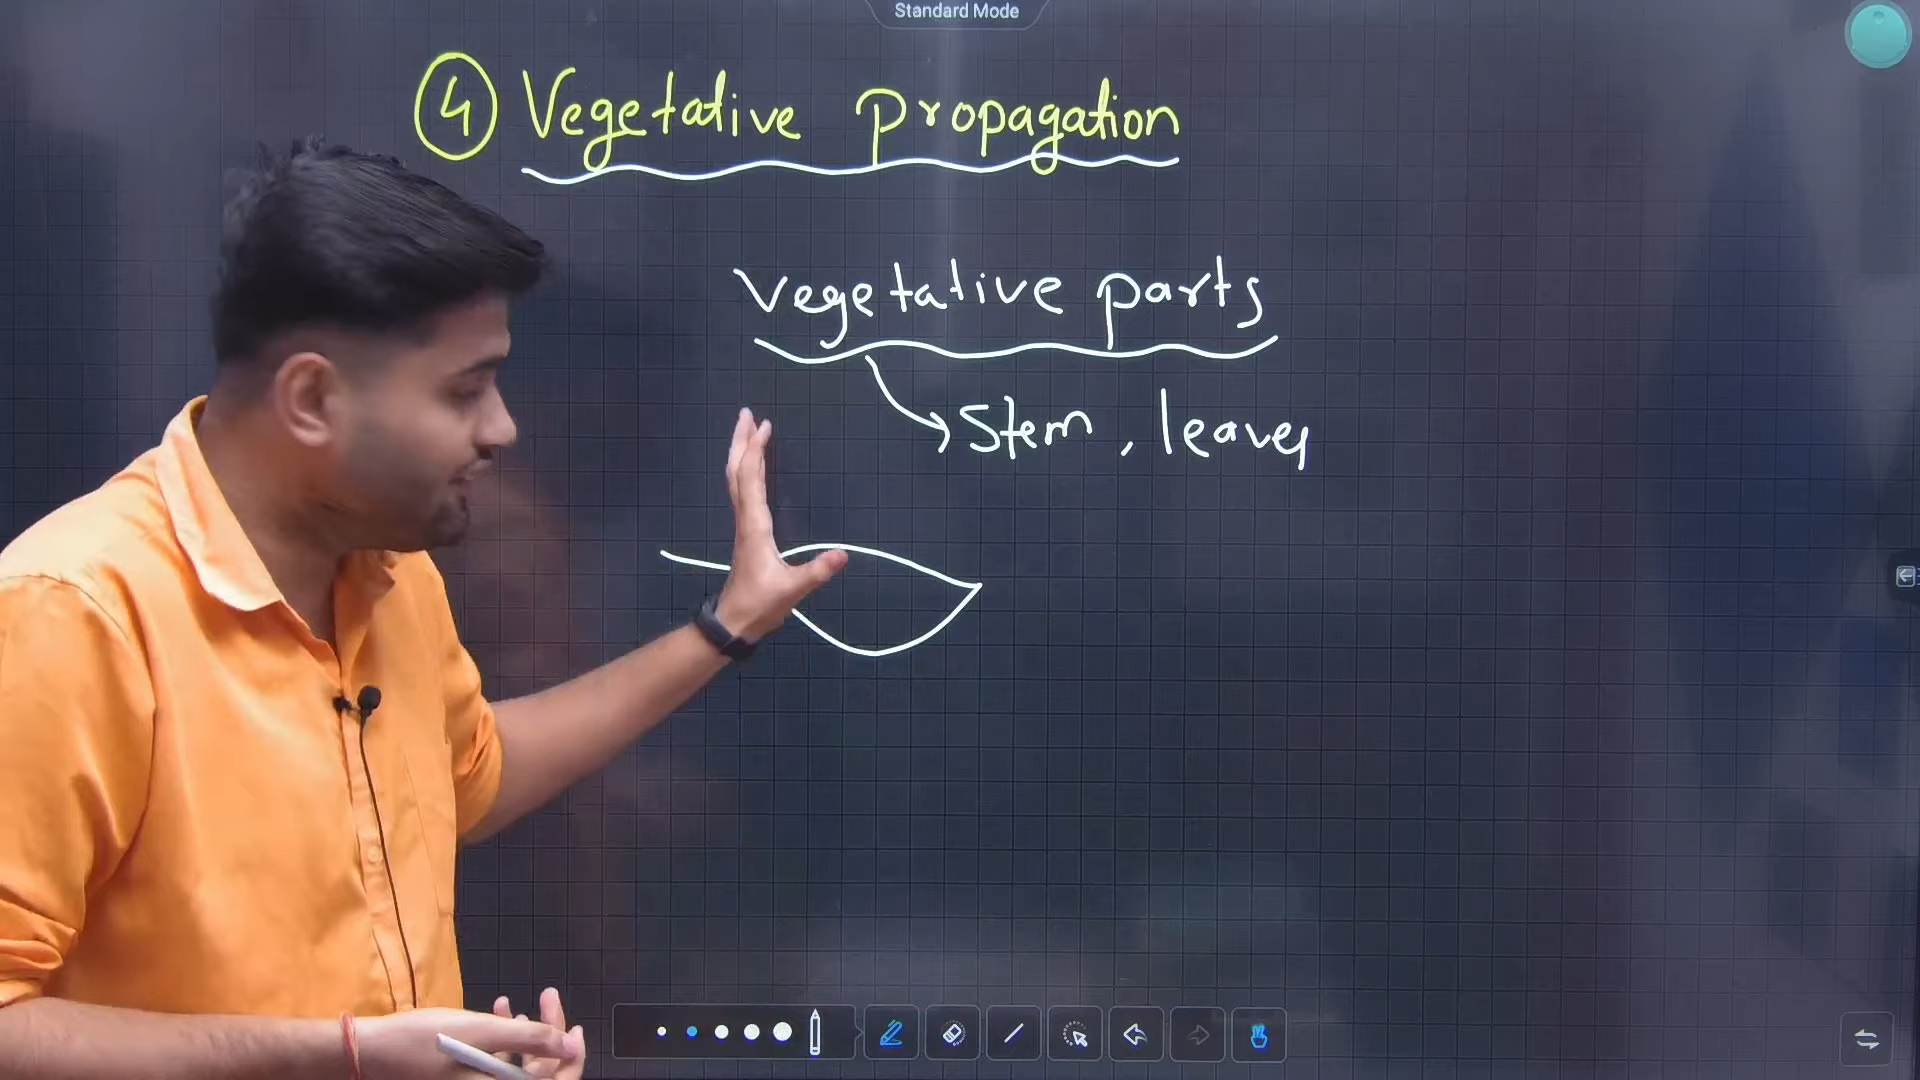 Standard Mode
4 Vegetative Propagation
Vegetative parts
Stem, leaves